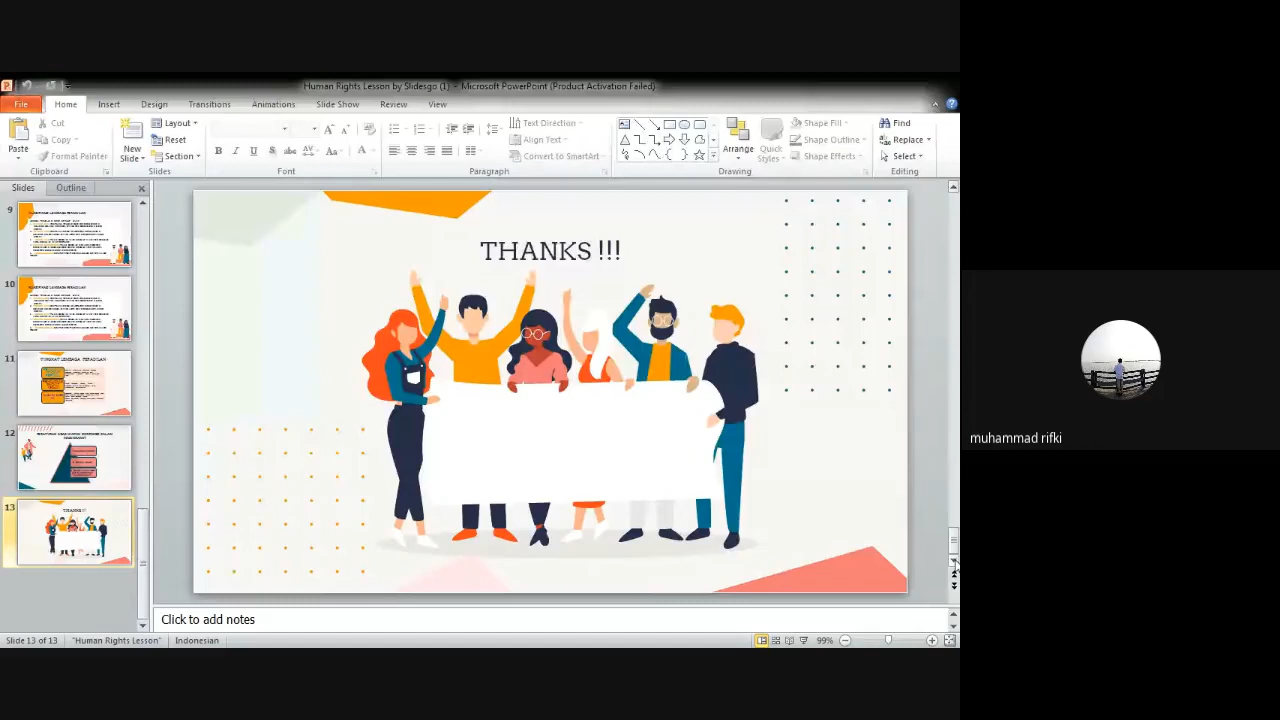 Human Rights Lesson by Slidesgo (1) - Microsoft PowerPoint (Product Activation Failed)
File Home Insert Design Transitions Animations Slide Show Review View
Paste
Cut
Copy
Format Painter
Clipboard
New Slide
Layout
Reset
Section
Slides
Font
Text Direction
Align Text
Convert to SmartArt
Paragraph
Arrange
Quick Styles
Shape Fill
Shape Outline
Shape Effects
Drawing
Find
Replace
Select
Editing
Slides Outline
9
10
11
12
13
THANKS !!!
muhammad rifki
Click to add notes
Slide 13 of 13 "Human Rights Lesson" Indonesian 99%